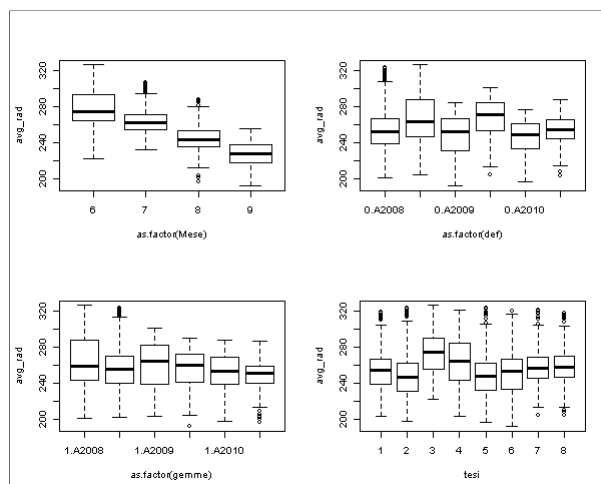 avg_rad
320
280
240
200
6 7 8 9
as.factor(Mese)
avg_rad
320
280
240
200
0.A2008 0.A2009 0.A2010
as.factor(def)
avg_rad
320
280
240
200
1.A2008 1.A2009 1.A2010
as.factor(gemme)
avg_rad
320
280
240
200
1 2 3 4 5 6 7 8
tesi